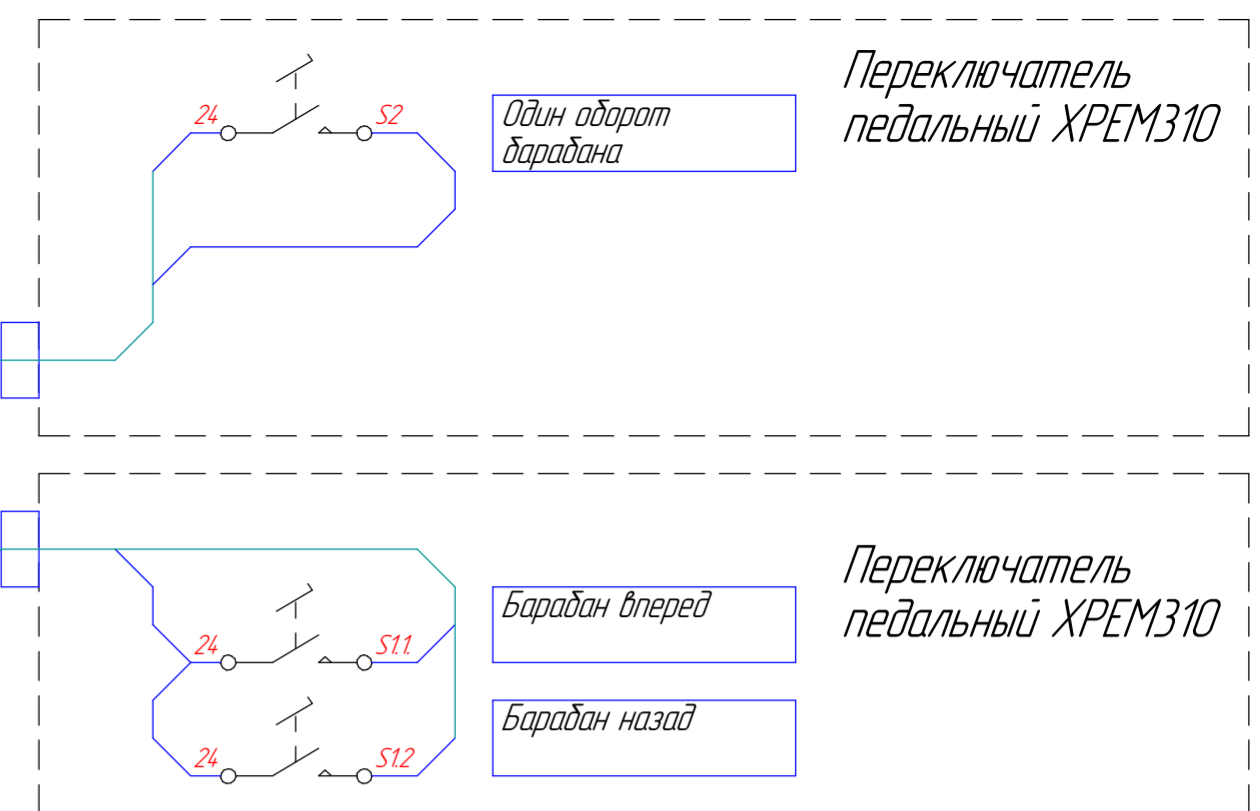 Переключатель
педальный XPEM310
24 S2
Один оборот
барабана
Переключатель
педальный XPEM310
24 S1.1.
Барабан вперед
24 S1.2
Барабан назад